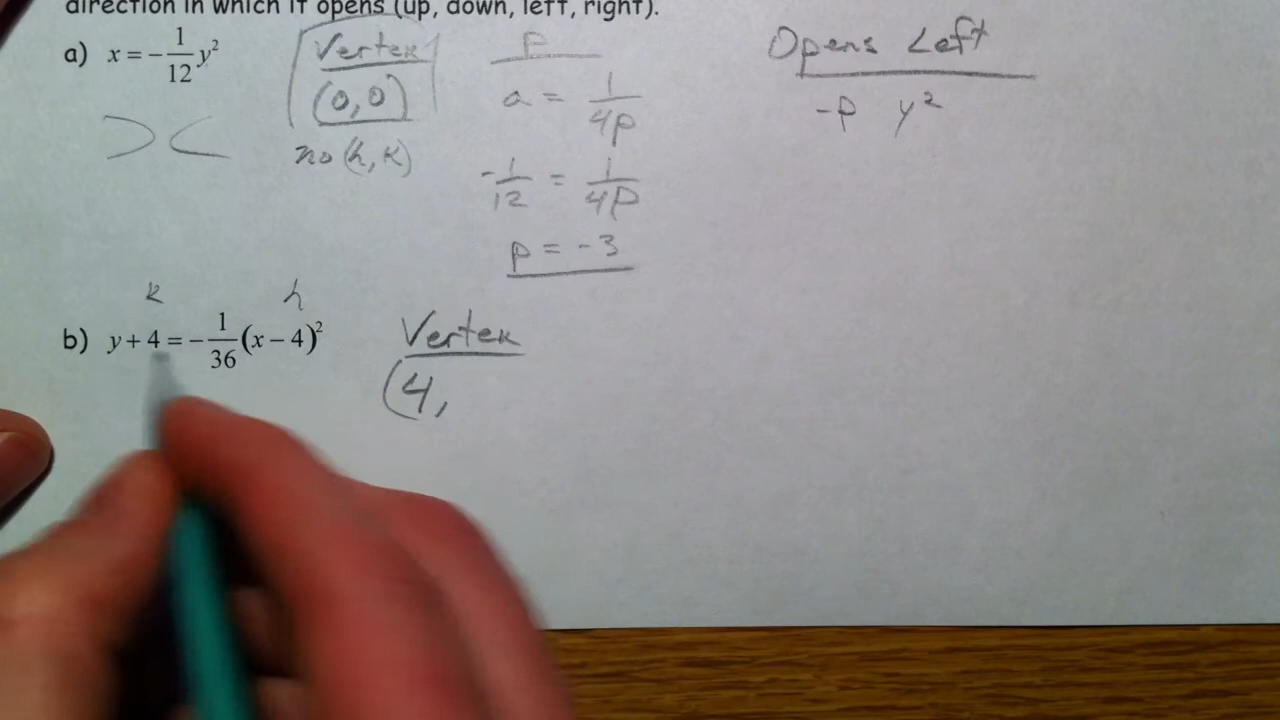 direction in which it opens (up, down, left, right).
a) x = -1/12 y²
Vertex
(0,0)
no (h, k)
P
a = 1/4p
-1/12 = 1/4P
p = -3
Opens Left
-P y²
k h
b) y + 4 = -1/36 (x - 4)²
Vertex
(4,